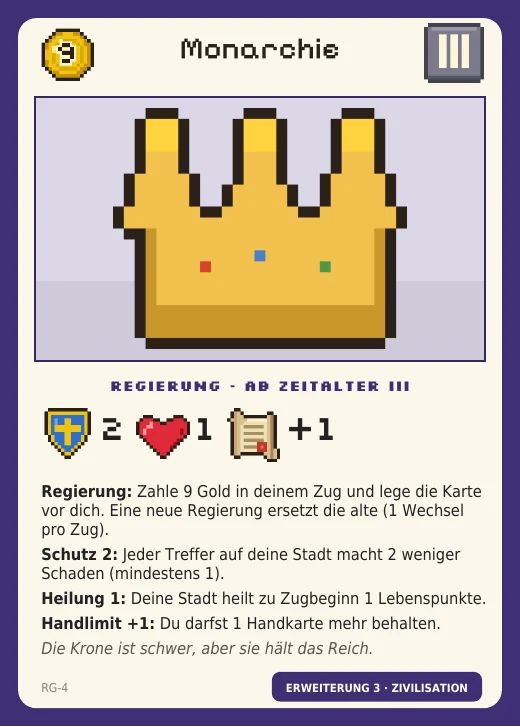 9
Monarchie
III
REGIERUNG - AB ZEITALTER III
2 1 +1
Regierung: Zahle 9 Gold in deinem Zug und lege die Karte
vor dich. Eine neue Regierung ersetzt die alte (1 Wechsel
pro Zug).
Schutz 2: Jeder Treffer auf deine Stadt macht 2 weniger
Schaden (mindestens 1).
Heilung 1: Deine Stadt heilt zu Zugbeginn 1 Lebenspunkte.
Handlimit +1: Du darfst 1 Handkarte mehr behalten.
Die Krone ist schwer, aber sie hält das Reich.
RG-4
ERWEITERUNG 3 · ZIVILISATION